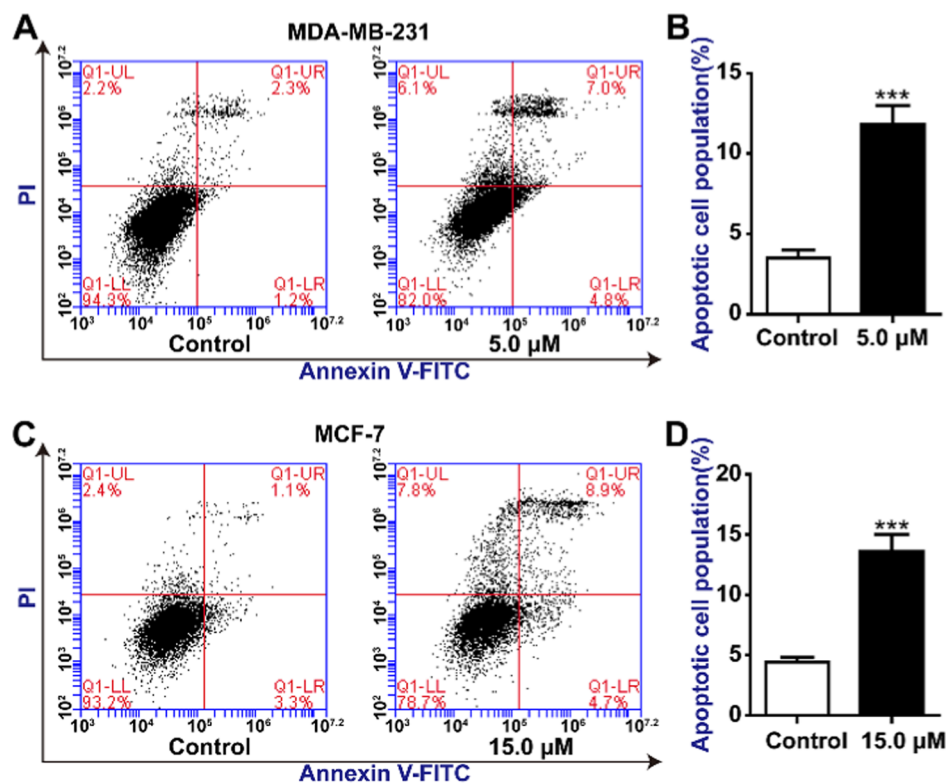 A
MDA-MB-231
PI
10^7.2
10^6
10^5
10^4
10^3
10^2
Q1-UL
2.2%
Q1-UR
2.3%
Q1-LL
94.3%
Q1-LR
1.2%
10^3 10^4 10^5 10^6 10^7.2
Control
10^7.2
10^6
10^5
10^4
10^3
10^2
Q1-UL
6.1%
Q1-UR
7.0%
Q1-LL
82.0%
Q1-LR
4.8%
10^3 10^4 10^5 10^6 10^7.2
5.0 µM
Annexin V-FITC
B
Apoptotic cell population(%)
15
10
5
0
***
Control 5.0 µM
C
MCF-7
PI
10^7.2
10^6
10^5
10^4
10^3
10^2
Q1-UL
2.4%
Q1-UR
1.1%
Q1-LL
93.2%
Q1-LR
3.3%
10^3 10^4 10^5 10^6 10^7.2
Control
10^7.2
10^6
10^5
10^4
10^3
10^2
Q1-UL
7.8%
Q1-UR
8.9%
Q1-LL
78.7%
Q1-LR
4.7%
10^3 10^4 10^5 10^6 10^7.2
15.0 µM
Annexin V-FITC
D
Apoptotic cell population(%)
20
15
10
5
0
***
Control 15.0 µM